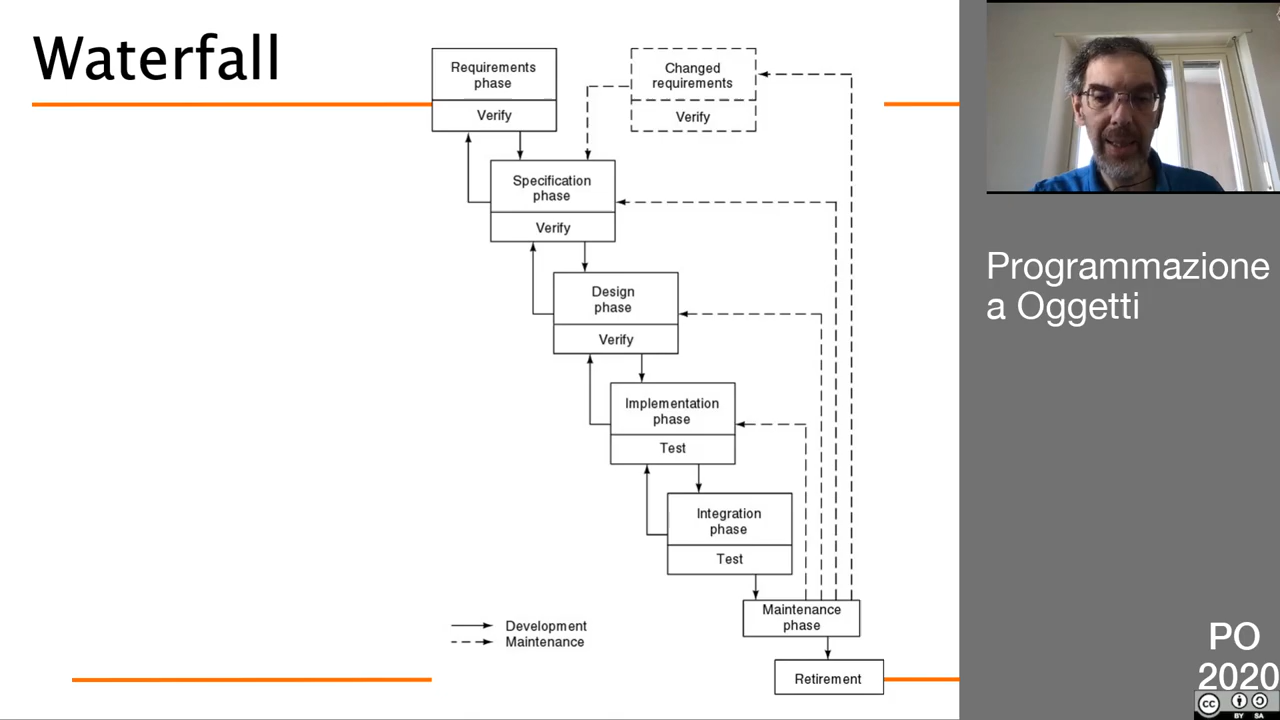 Waterfall
Requirements
phase
Verify
Changed
requirements
Verify
Specification
phase
Verify
Design
phase
Verify
Implementation
phase
Test
Integration
phase
Test
Maintenance
phase
Retirement
Development
Maintenance
Programmazione
a Oggetti
PO
2020
cc
BY SA